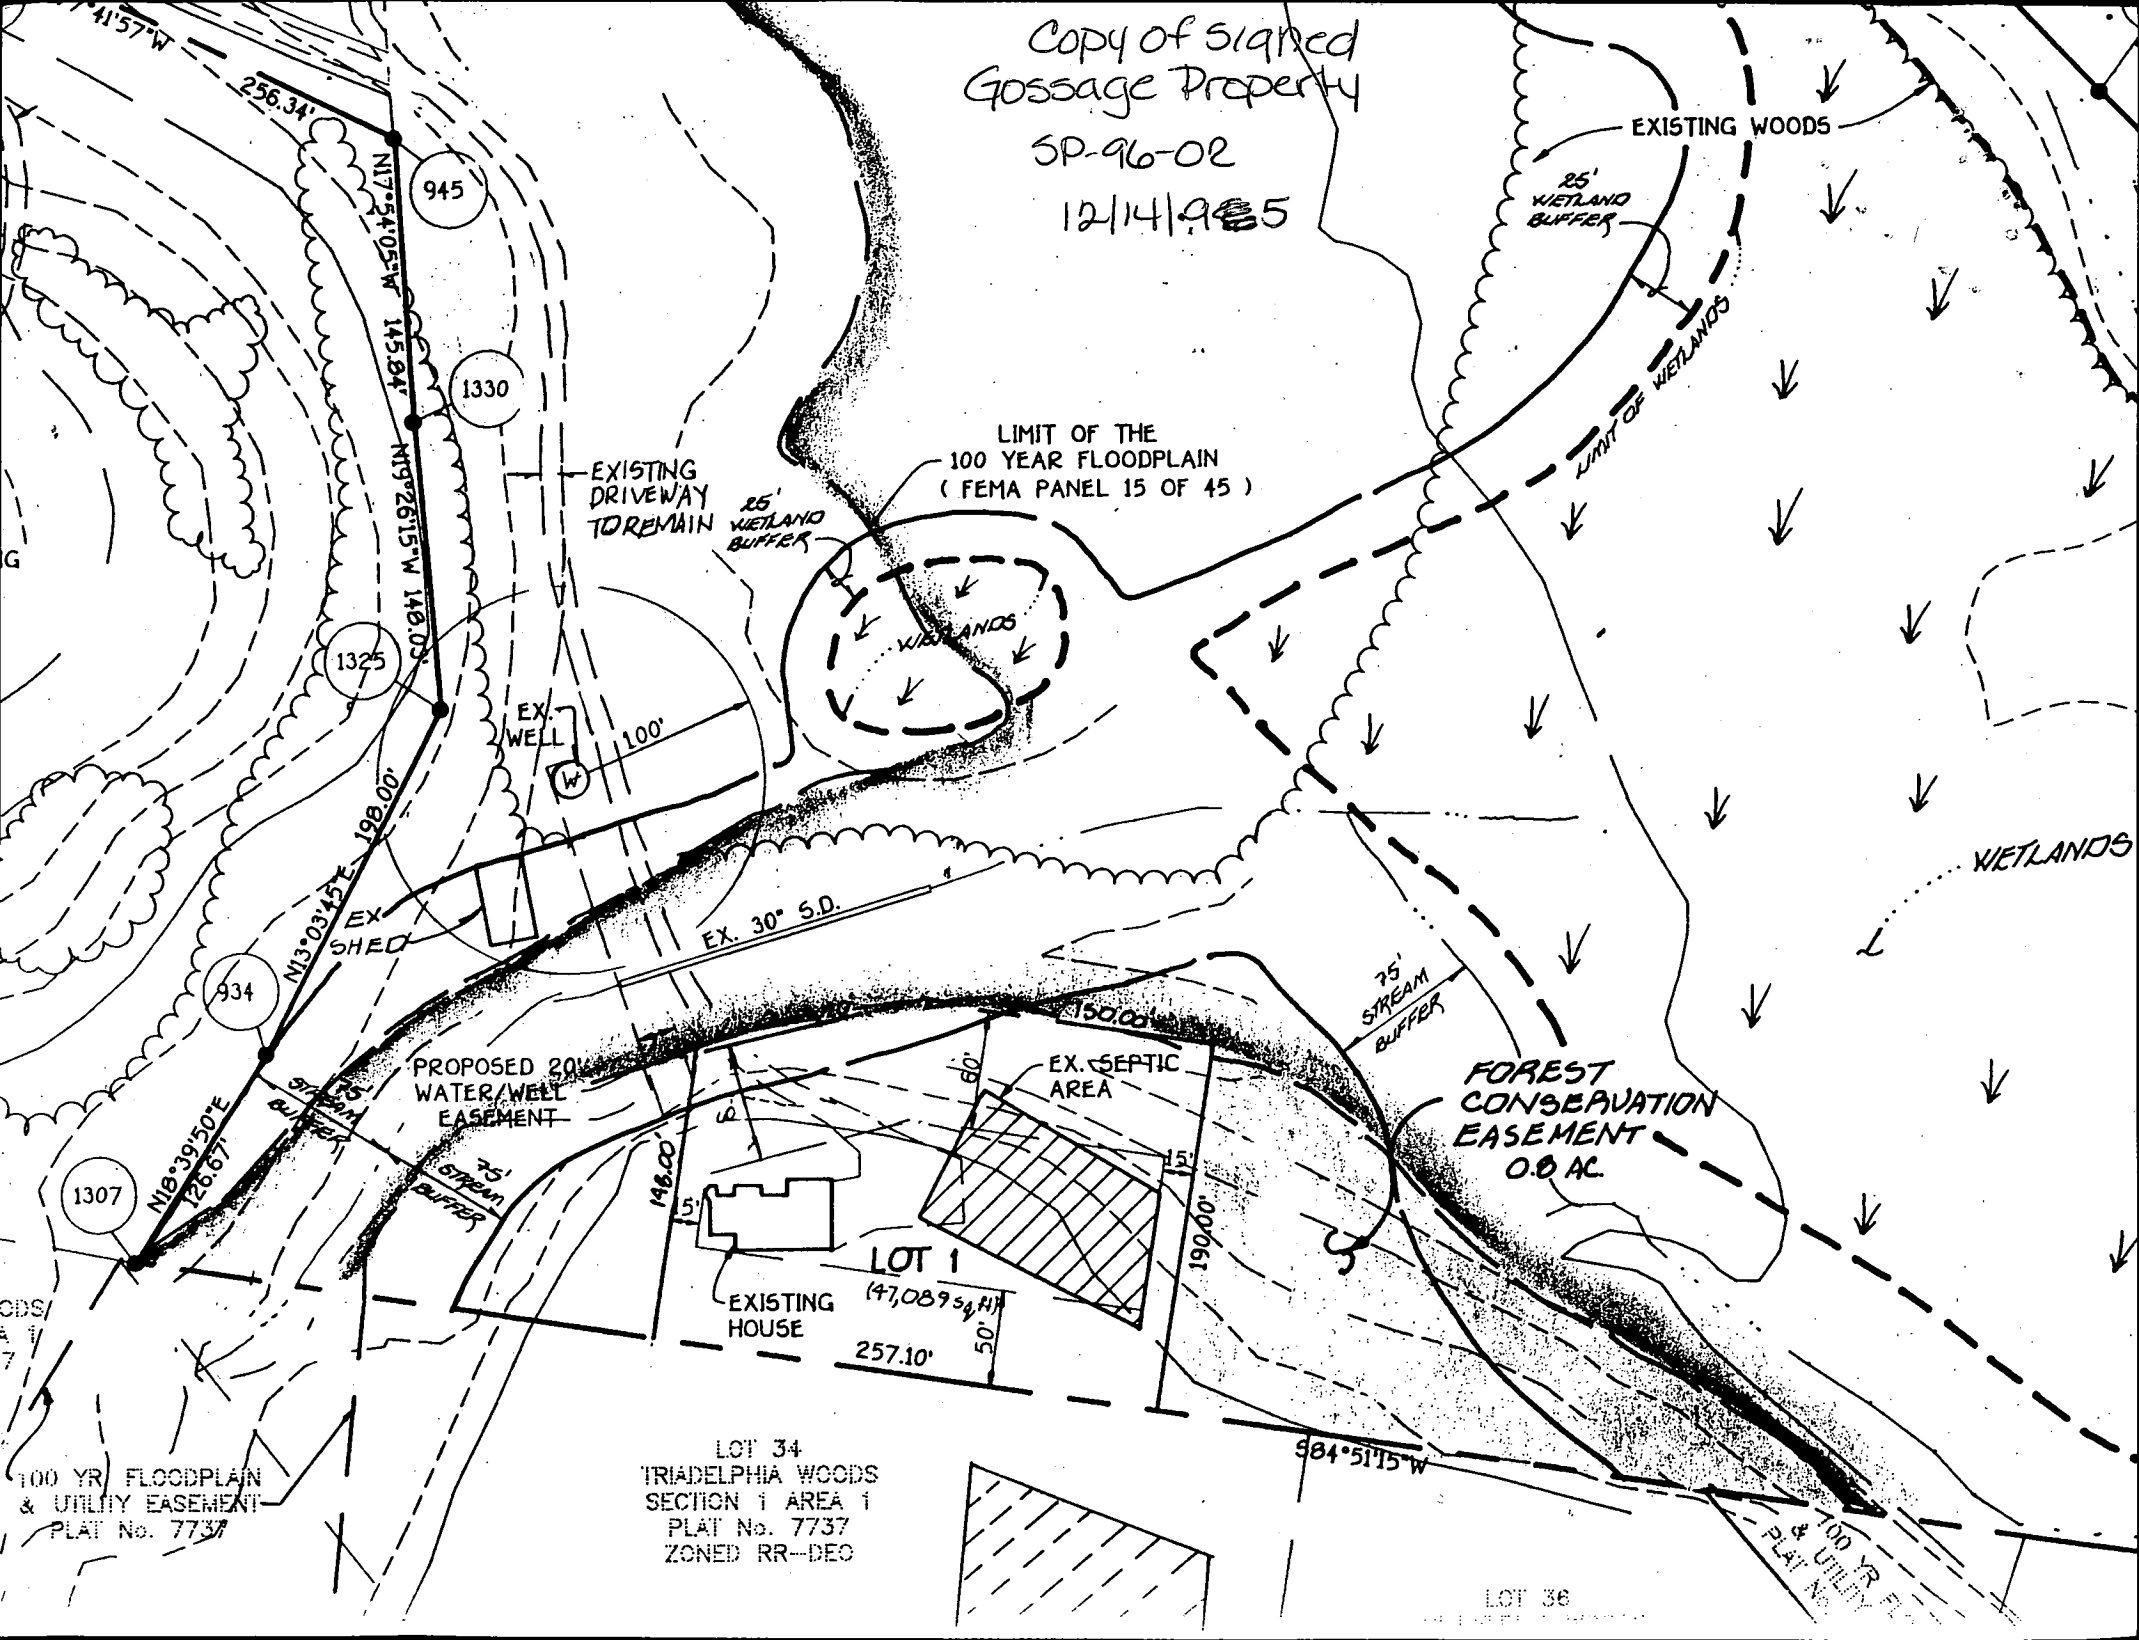 Copy of Signed
Gossage Property
SP-96-02
12/14/95
41'57"W
256.34'
945
N17°54'05"W 145.84'
1330
N19°26'15"W 148.03'
1325
EXISTING
DRIVEWAY
TO REMAIN
25'
WETLAND
BUFFER
LIMIT OF THE
100 YEAR FLOODPLAIN
( FEMA PANEL 15 OF 45 )
EXISTING WOODS
25'
WETLAND
BUFFER
LIMIT OF WETLANDS
WETLANDS
EX.
WELL
W
100'
198.00'
N13°03'45"E
EX
SHED
934
EX. 30" S.D.
WETLANDS
75'
STREAM
BUFFER
FOREST
CONSERVATION
EASEMENT
0.8 AC.
150.00'
PROPOSED 20'
WATER/WELL
EASEMENT
60'
EX. SEPTIC
AREA
75'
STREAM
BUFFER
75'
STREAM
BUFFER
N18°39'50"E
126.67'
1307
148.00'
15'
15'
190.00'
LOT 1
(47,089 sq. ft)
EXISTING
HOUSE
50'
257.10'
S84°51'15"W
100 YR FLOODPLAIN
& UTILITY EASEMENT
PLAT No. 7737
LOT 34
TRIADELPHIA WOODS
SECTION 1 AREA 1
PLAT No. 7737
ZONED RR-DEO
LOT 36
100 YR FL
& UTILITY
PLAT N